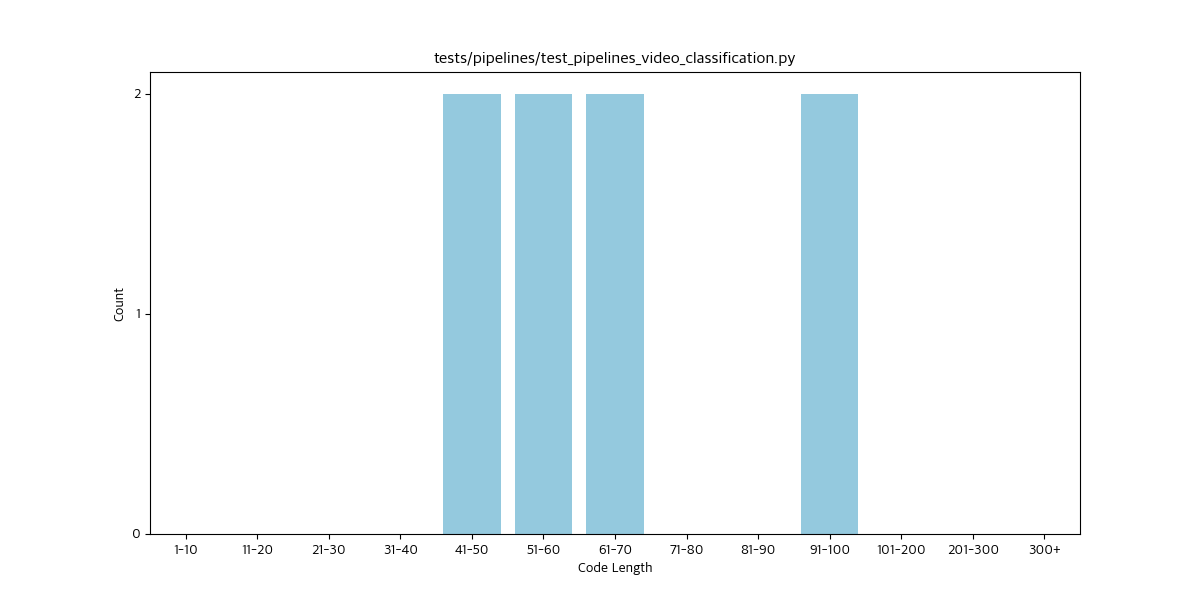 tests/pipelines/test_pipelines_video_classification.py
Count
2
1
0
1-10 11-20 21-30 31-40 41-50 51-60 61-70 71-80 81-90 91-100 101-200 201-300 300+
Code Length